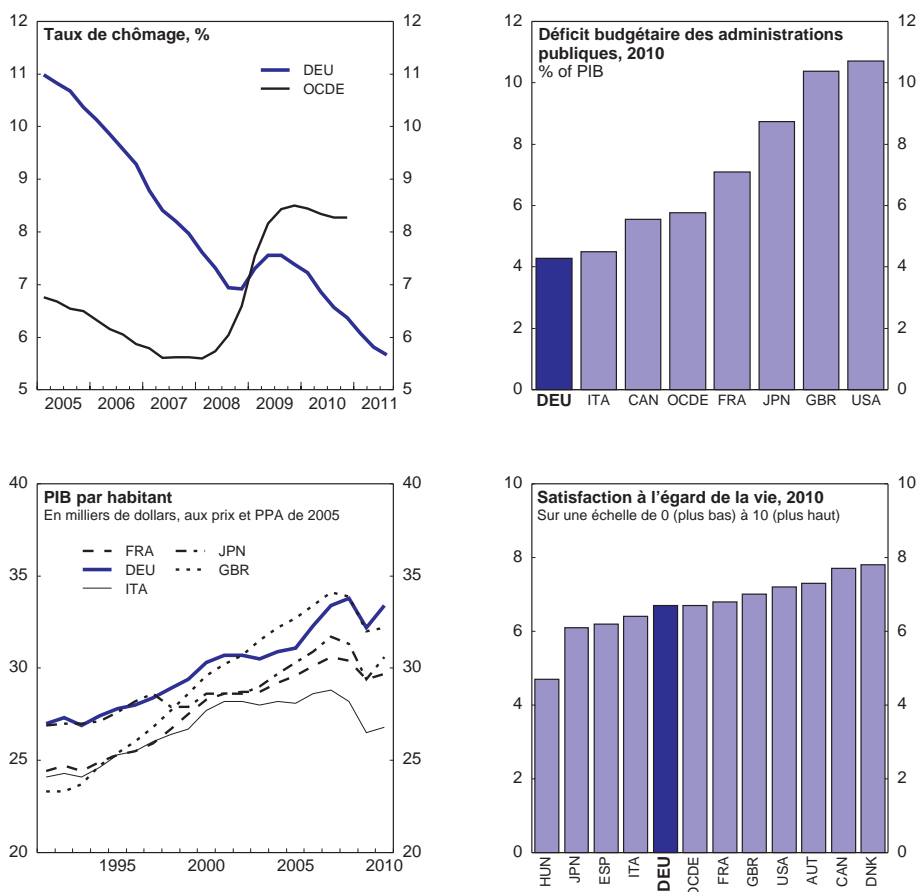 Taux de chômage, %
DEU
OCDE
12 12
11 11
10 10
9 9
8 8
7 7
6 6
5 5
2005 2006 2007 2008 2009 2010 2011
Déficit budgétaire des administrations
publiques, 2010
% of PIB
12 12
10 10
8 8
6 6
4 4
2 2
0 0
DEU ITA CAN OCDE FRA JPN GBR USA
PIB par habitant
En milliers de dollars, aux prix et PPA de 2005
FRA JPN
DEU GBR
ITA
40 40
35 35
30 30
25 25
20 20
1995 2000 2005 2010
Satisfaction à l’égard de la vie, 2010
Sur une échelle de 0 (plus bas) à 10 (plus haut)
10 10
8 8
6 6
4 4
2 2
0 0
HUN JPN ESP ITA DEU OCDE FRA GBR USA AUT CAN DNK